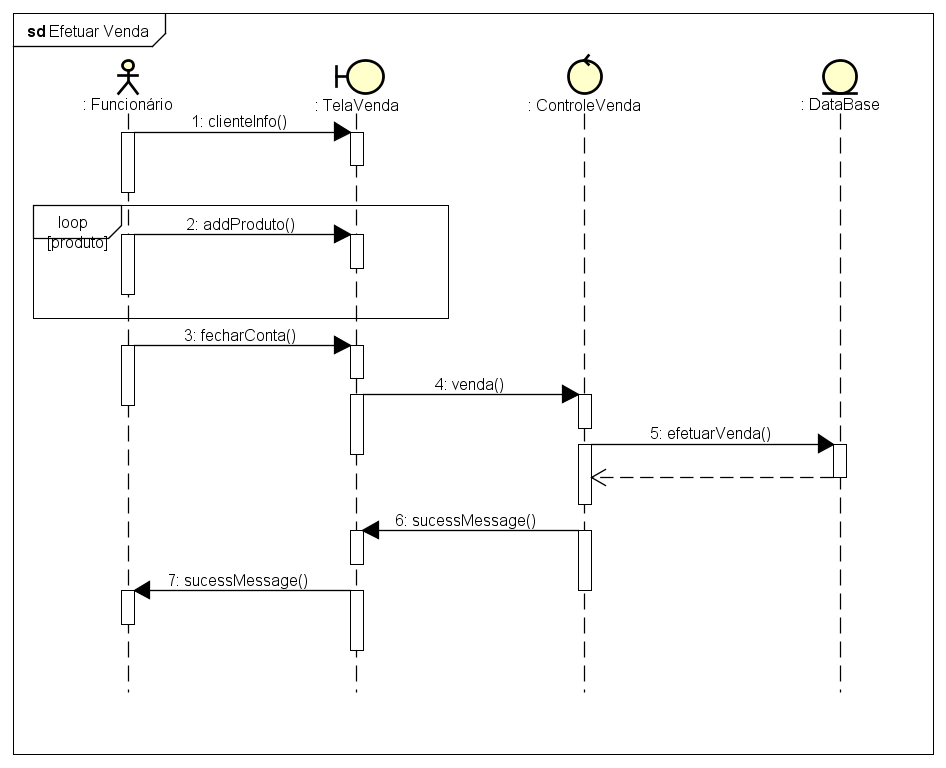 sd Efetuar Venda
: Funcionário
: TelaVenda
: ControleVenda
: DataBase
1: clienteInfo()
loop
[produto]
2: addProduto()
3: fecharConta()
4: venda()
5: efetuarVenda()
6: sucessMessage()
7: sucessMessage()